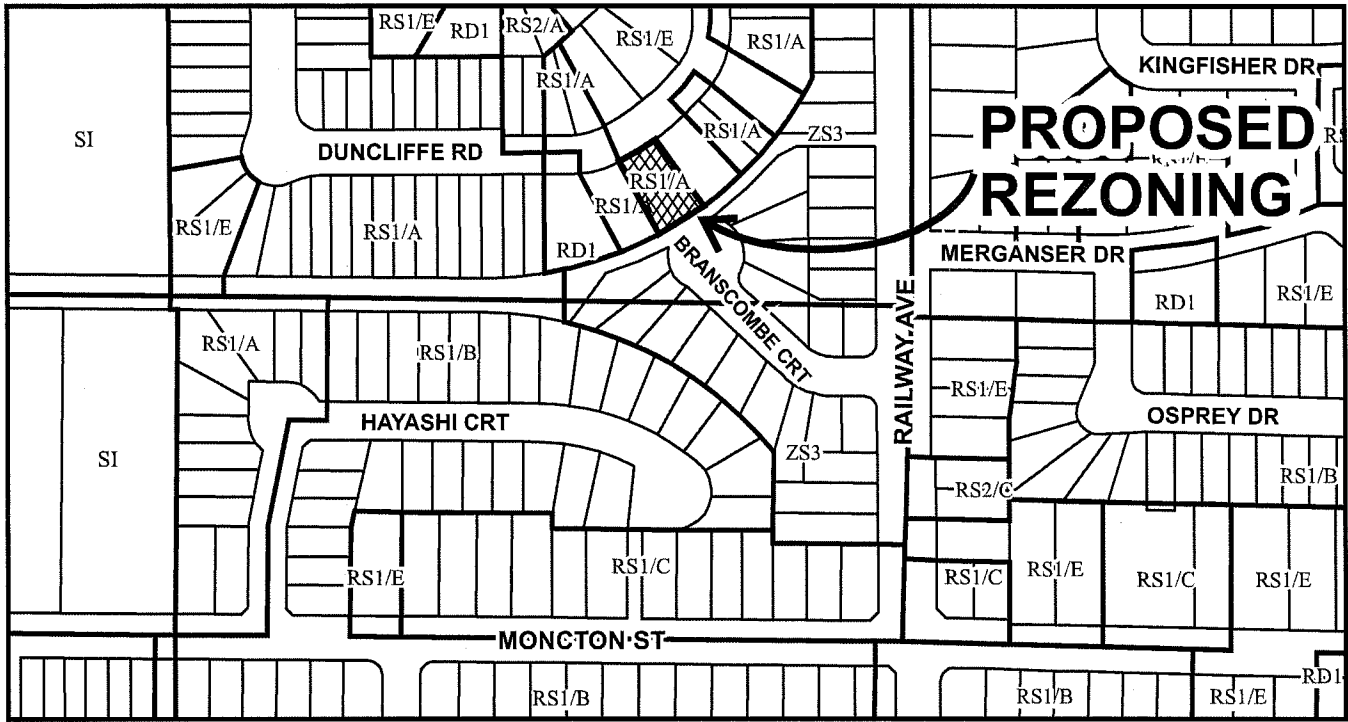 RS1/E
RD1
RS2/A
RS1/E
RS1/A
KINGFISHER DR
RS1/A
SI
PROPOSED
REZONING
RS1/A
ZS3
DUNCLIFFE RD
RS1/A
RS1/E
RS1/A
RD1
BRANSCOMBE CRT
MERGANSER DR
RAILWAY AVE
RD1
RS1/E
RS1/A
RS1/B
RS1/E
HAYASHI CRT
OSPREY DR
SI
ZS3
RS2/C
RS1/B
RS1/E
RS1/C
RS1/C
RS1/E
RS1/C
RS1/E
MONCTON ST
RS1/B
RS1/B
RS1/E
RD1